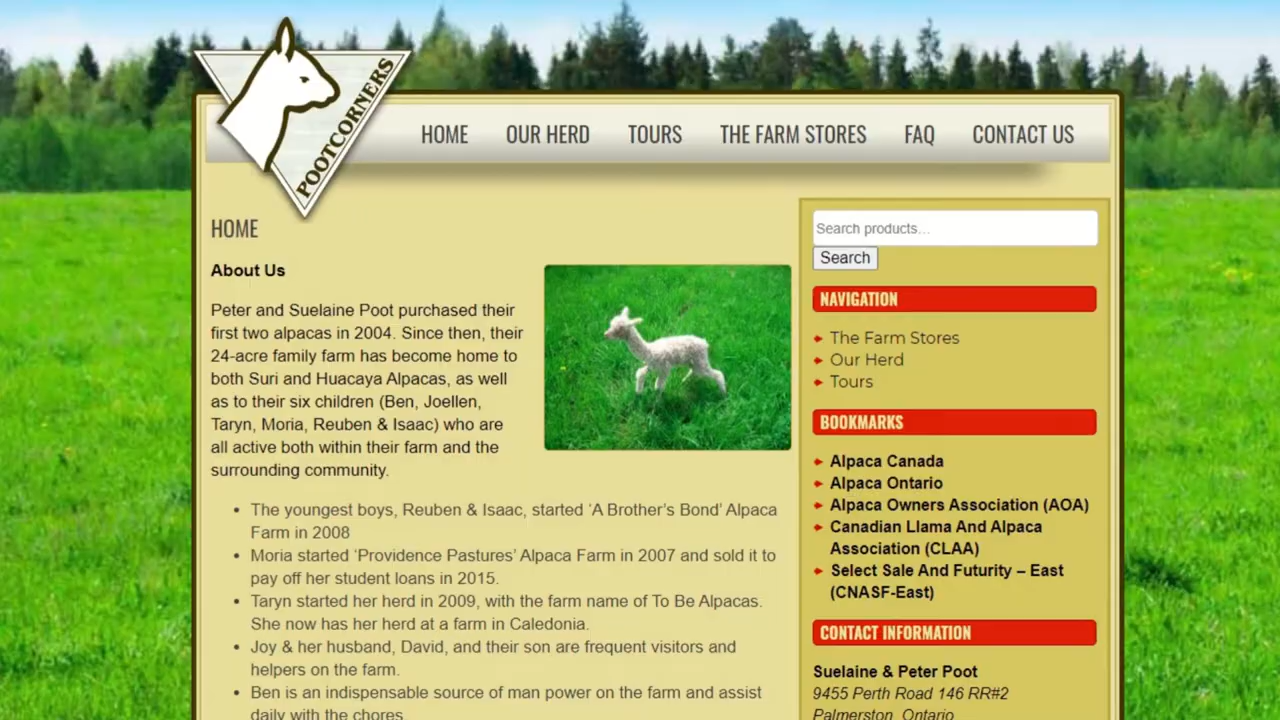 POOTCORNERS
HOME
OUR HERD
TOURS
THE FARM STORES
FAQ
CONTACT US
HOME
About Us
Peter and Suelaine Poot purchased their
first two alpacas in 2004. Since then, their
24-acre family farm has become home to
both Suri and Huacaya Alpacas, as well
as to their six children (Ben, Joellen,
Taryn, Moria, Reuben & Isaac) who are
all active both within their farm and the
surrounding community.
The youngest boys, Reuben & Isaac, started ‘A Brother’s Bond’ Alpaca
Farm in 2008
Moria started ‘Providence Pastures’ Alpaca Farm in 2007 and sold it to
pay off her student loans in 2015.
Taryn started her herd in 2009, with the farm name of To Be Alpacas.
She now has her herd at a farm in Caledonia.
Joy & her husband, David, and their son are frequent visitors and
helpers on the farm.
Ben is an indispensable source of man power on the farm and assist
daily with the chores
Search products…
Search
NAVIGATION
The Farm Stores
Our Herd
Tours
BOOKMARKS
Alpaca Canada
Alpaca Ontario
Alpaca Owners Association (AOA)
Canadian Llama And Alpaca
Association (CLAA)
Select Sale And Futurity – East
(CNASF-East)
CONTACT INFORMATION
Suelaine & Peter Poot
9455 Perth Road 146 RR#2
Palmerston, Ontario